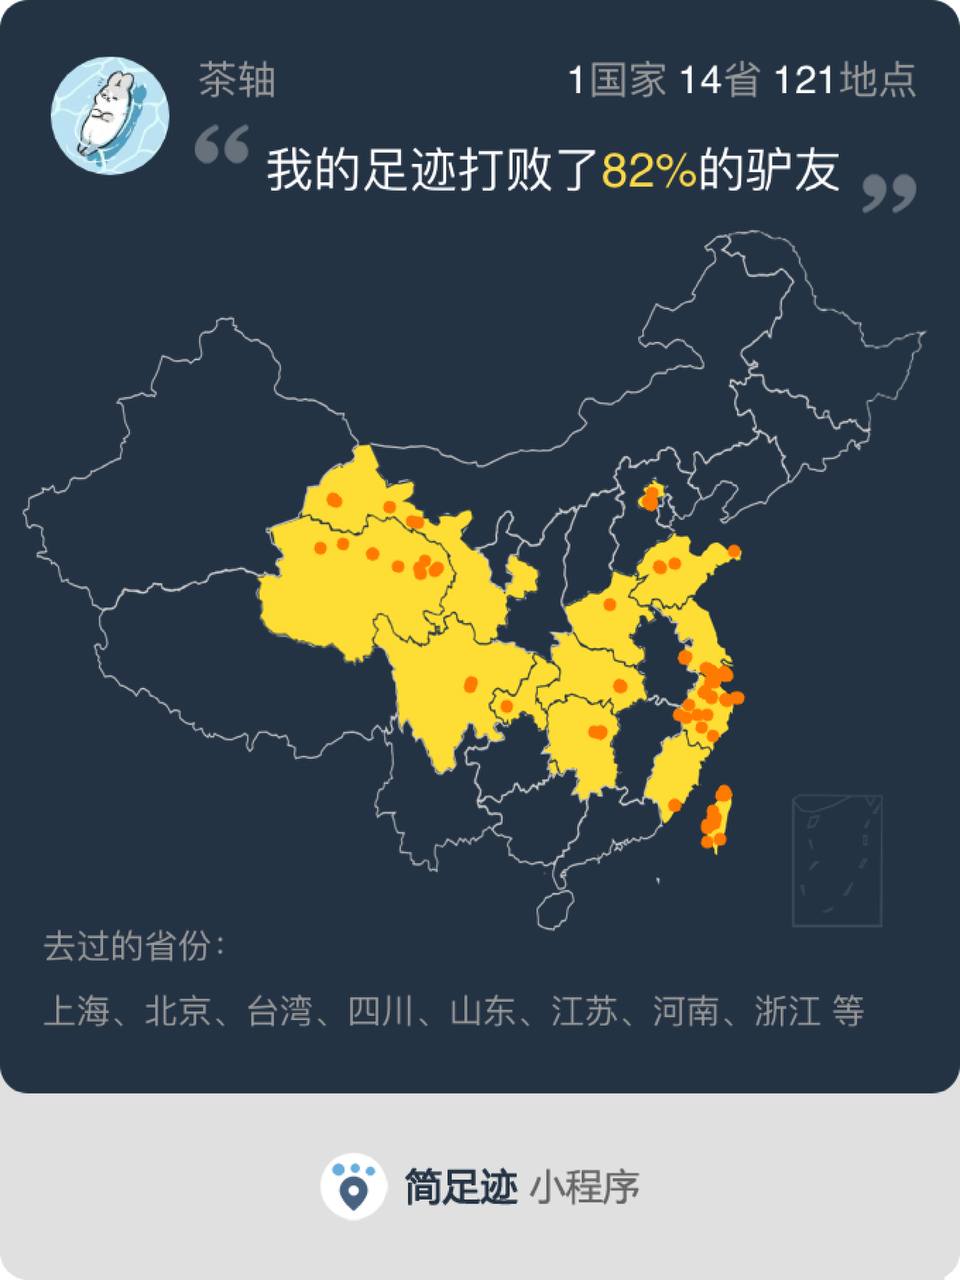 茶轴
1国家 14省 121地点
“我的足迹打败了82%的驴友”
去过的省份：
上海、北京、台湾、四川、山东、江苏、河南、浙江 等
简足迹 小程序